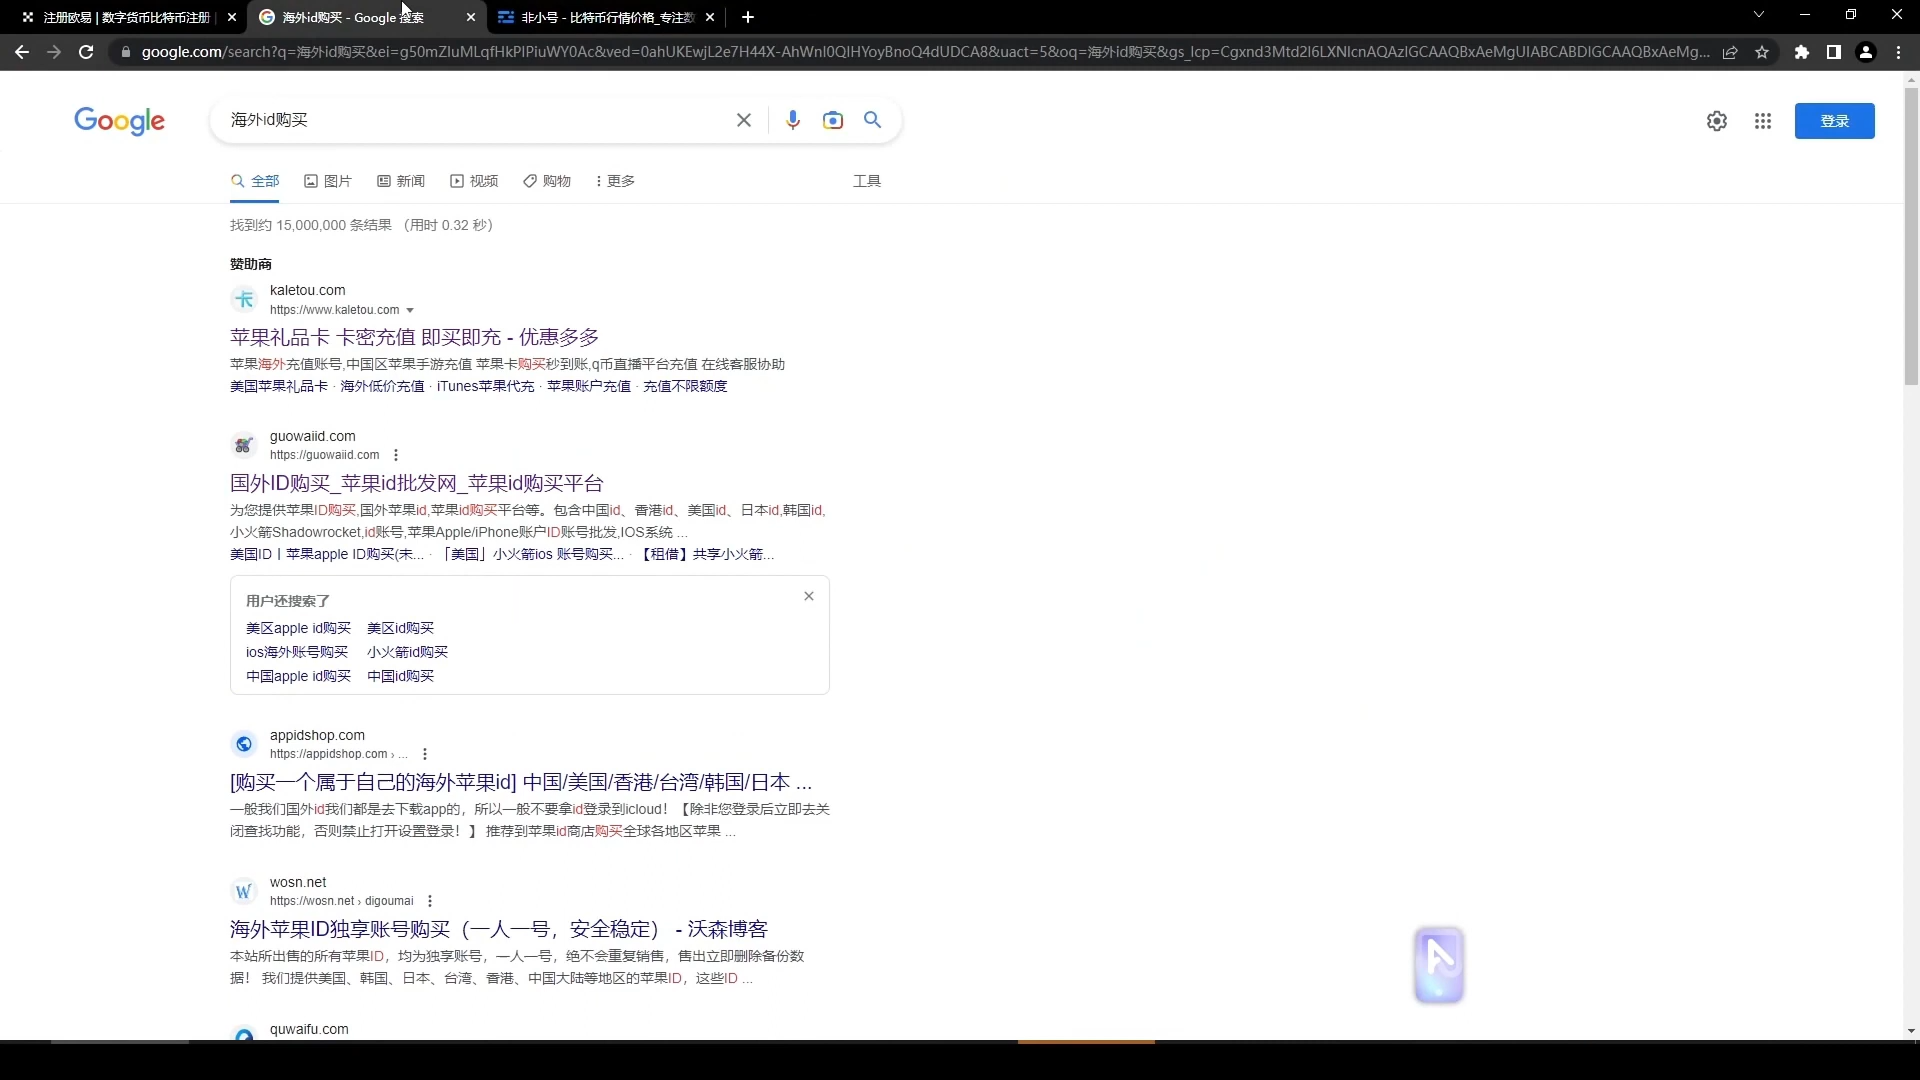 注册欧易 | 数字货币比特币注册
海外id购买 - Google 搜索
非小号 - 比特币行情价格_专注数
google.com/search?q=海外id购买&ei=g50mZIuMLqfHkPIPiuWY0Ac&ved=0ahUKEwjL2e7H44X-AhWnI0QIHYoyBnoQ4dUDCA8&uact=5&oq=海外id购买&gs_lcp=Cgxnd3Mtd2l6LXNlcnAQAzIGCAAQBxAeMgUIABCABDIGCAAQBxAeMg...
Google
海外id购买
登录
全部
图片
新闻
视频
购物
更多
工具
找到约 15,000,000 条结果 （用时 0.32 秒）
赞助商
卡
kaletou.com
https://www.kaletou.com
苹果礼品卡 卡密充值 即买即充 - 优惠多多
苹果海外充值账号,中国区苹果手游充值 苹果卡购买秒到账,q币直播平台充值 在线客服协助
美国苹果礼品卡 · 海外低价充值 · iTunes苹果代充 · 苹果账户充值 · 充值不限额度
guowaiid.com
https://guowaiid.com
国外ID购买_苹果id批发网_苹果id购买平台
为您提供苹果ID购买,国外苹果id,苹果id购买平台等。包含中国id、香港id、美国id、日本id,韩国id,
小火箭Shadowrocket,id账号,苹果Apple/iPhone账户ID账号批发,IOS系统 ...
美国ID丨苹果apple ID购买(未... · 「美国」小火箭ios 账号购买... · 【租借】共享小火箭...
用户还搜索了
美区apple id购买 美区id购买
ios海外账号购买 小火箭id购买
中国apple id购买 中国id购买
appidshop.com
https://appidshop.com › ...
[购买一个属于自己的海外苹果id] 中国/美国/香港/台湾/韩国/日本 ...
一般我们国外id我们都是去下载app的，所以一般不要拿id登录到icloud！【除非您登录后立即去关
闭查找功能，否则禁止打开设置登录！】 推荐到苹果id商店购买全球各地区苹果 ...
W
wosn.net
https://wosn.net › digoumai
海外苹果ID独享账号购买（一人一号，安全稳定） - 沃森博客
本站所出售的所有苹果ID，均为独享账号，一人一号，绝不会重复销售，售出立即删除备份数
据！ 我们提供美国、韩国、日本、台湾、香港、中国大陆等地区的苹果ID，这些ID ...
quwaifu.com